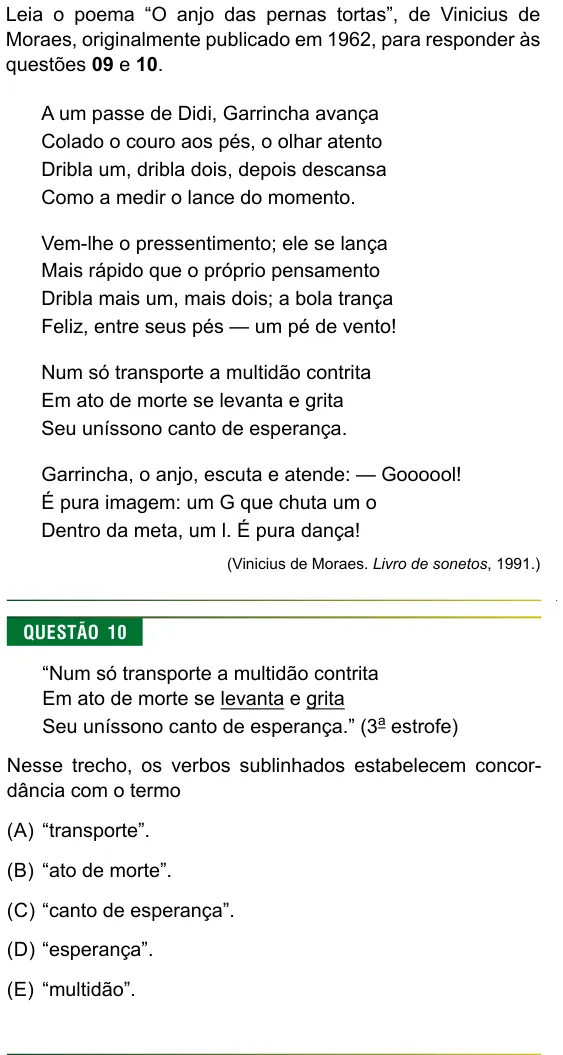 Leia o poema “O anjo das pernas tortas”, de Vinicius de
Moraes, originalmente publicado em 1962, para responder às
questões 09 e 10.
A um passe de Didi, Garrincha avança
Colado o couro aos pés, o olhar atento
Dribla um, dribla dois, depois descansa
Como a medir o lance do momento.
Vem-lhe o pressentimento; ele se lança
Mais rápido que o próprio pensamento
Dribla mais um, mais dois; a bola trança
Feliz, entre seus pés — um pé de vento!
Num só transporte a multidão contrita
Em ato de morte se levanta e grita
Seu uníssono canto de esperança.
Garrincha, o anjo, escuta e atende: — Goooool!
É pura imagem: um G que chuta um o
Dentro da meta, um l. É pura dança!
(Vinicius de Moraes. Livro de sonetos, 1991.)
QUESTÃO 10
“Num só transporte a multidão contrita
Em ato de morte se levanta e grita
Seu uníssono canto de esperança.” (3ª estrofe)
Nesse trecho, os verbos sublinhados estabelecem concor-
dância com o termo
(A) “transporte”.
(B) “ato de morte”.
(C) “canto de esperança”.
(D) “esperança”.
(E) “multidão”.